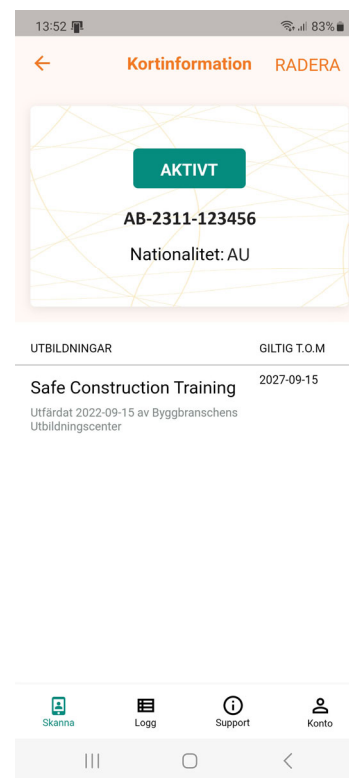 13:52 83%
Kortinformation RADERA
AKTIVT
AB-2311-123456
Nationalitet: AU
UTBILDNINGAR GILTIG T.O.M
Safe Construction Training 2027-09-15
Utfärdat 2022-09-15 av Byggbranschens
Utbildningscenter
Skanna Logg Support Konto